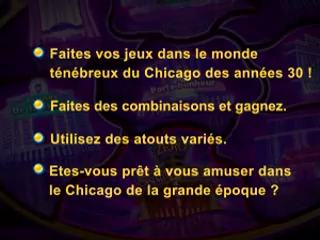 Faites vos jeux dans le monde
ténébreux du Chicago des années 30 !
Faites des combinaisons et gagnez.
Utilisez des atouts variés.
Etes-vous prêt à vous amuser dans
le Chicago de la grande époque ?